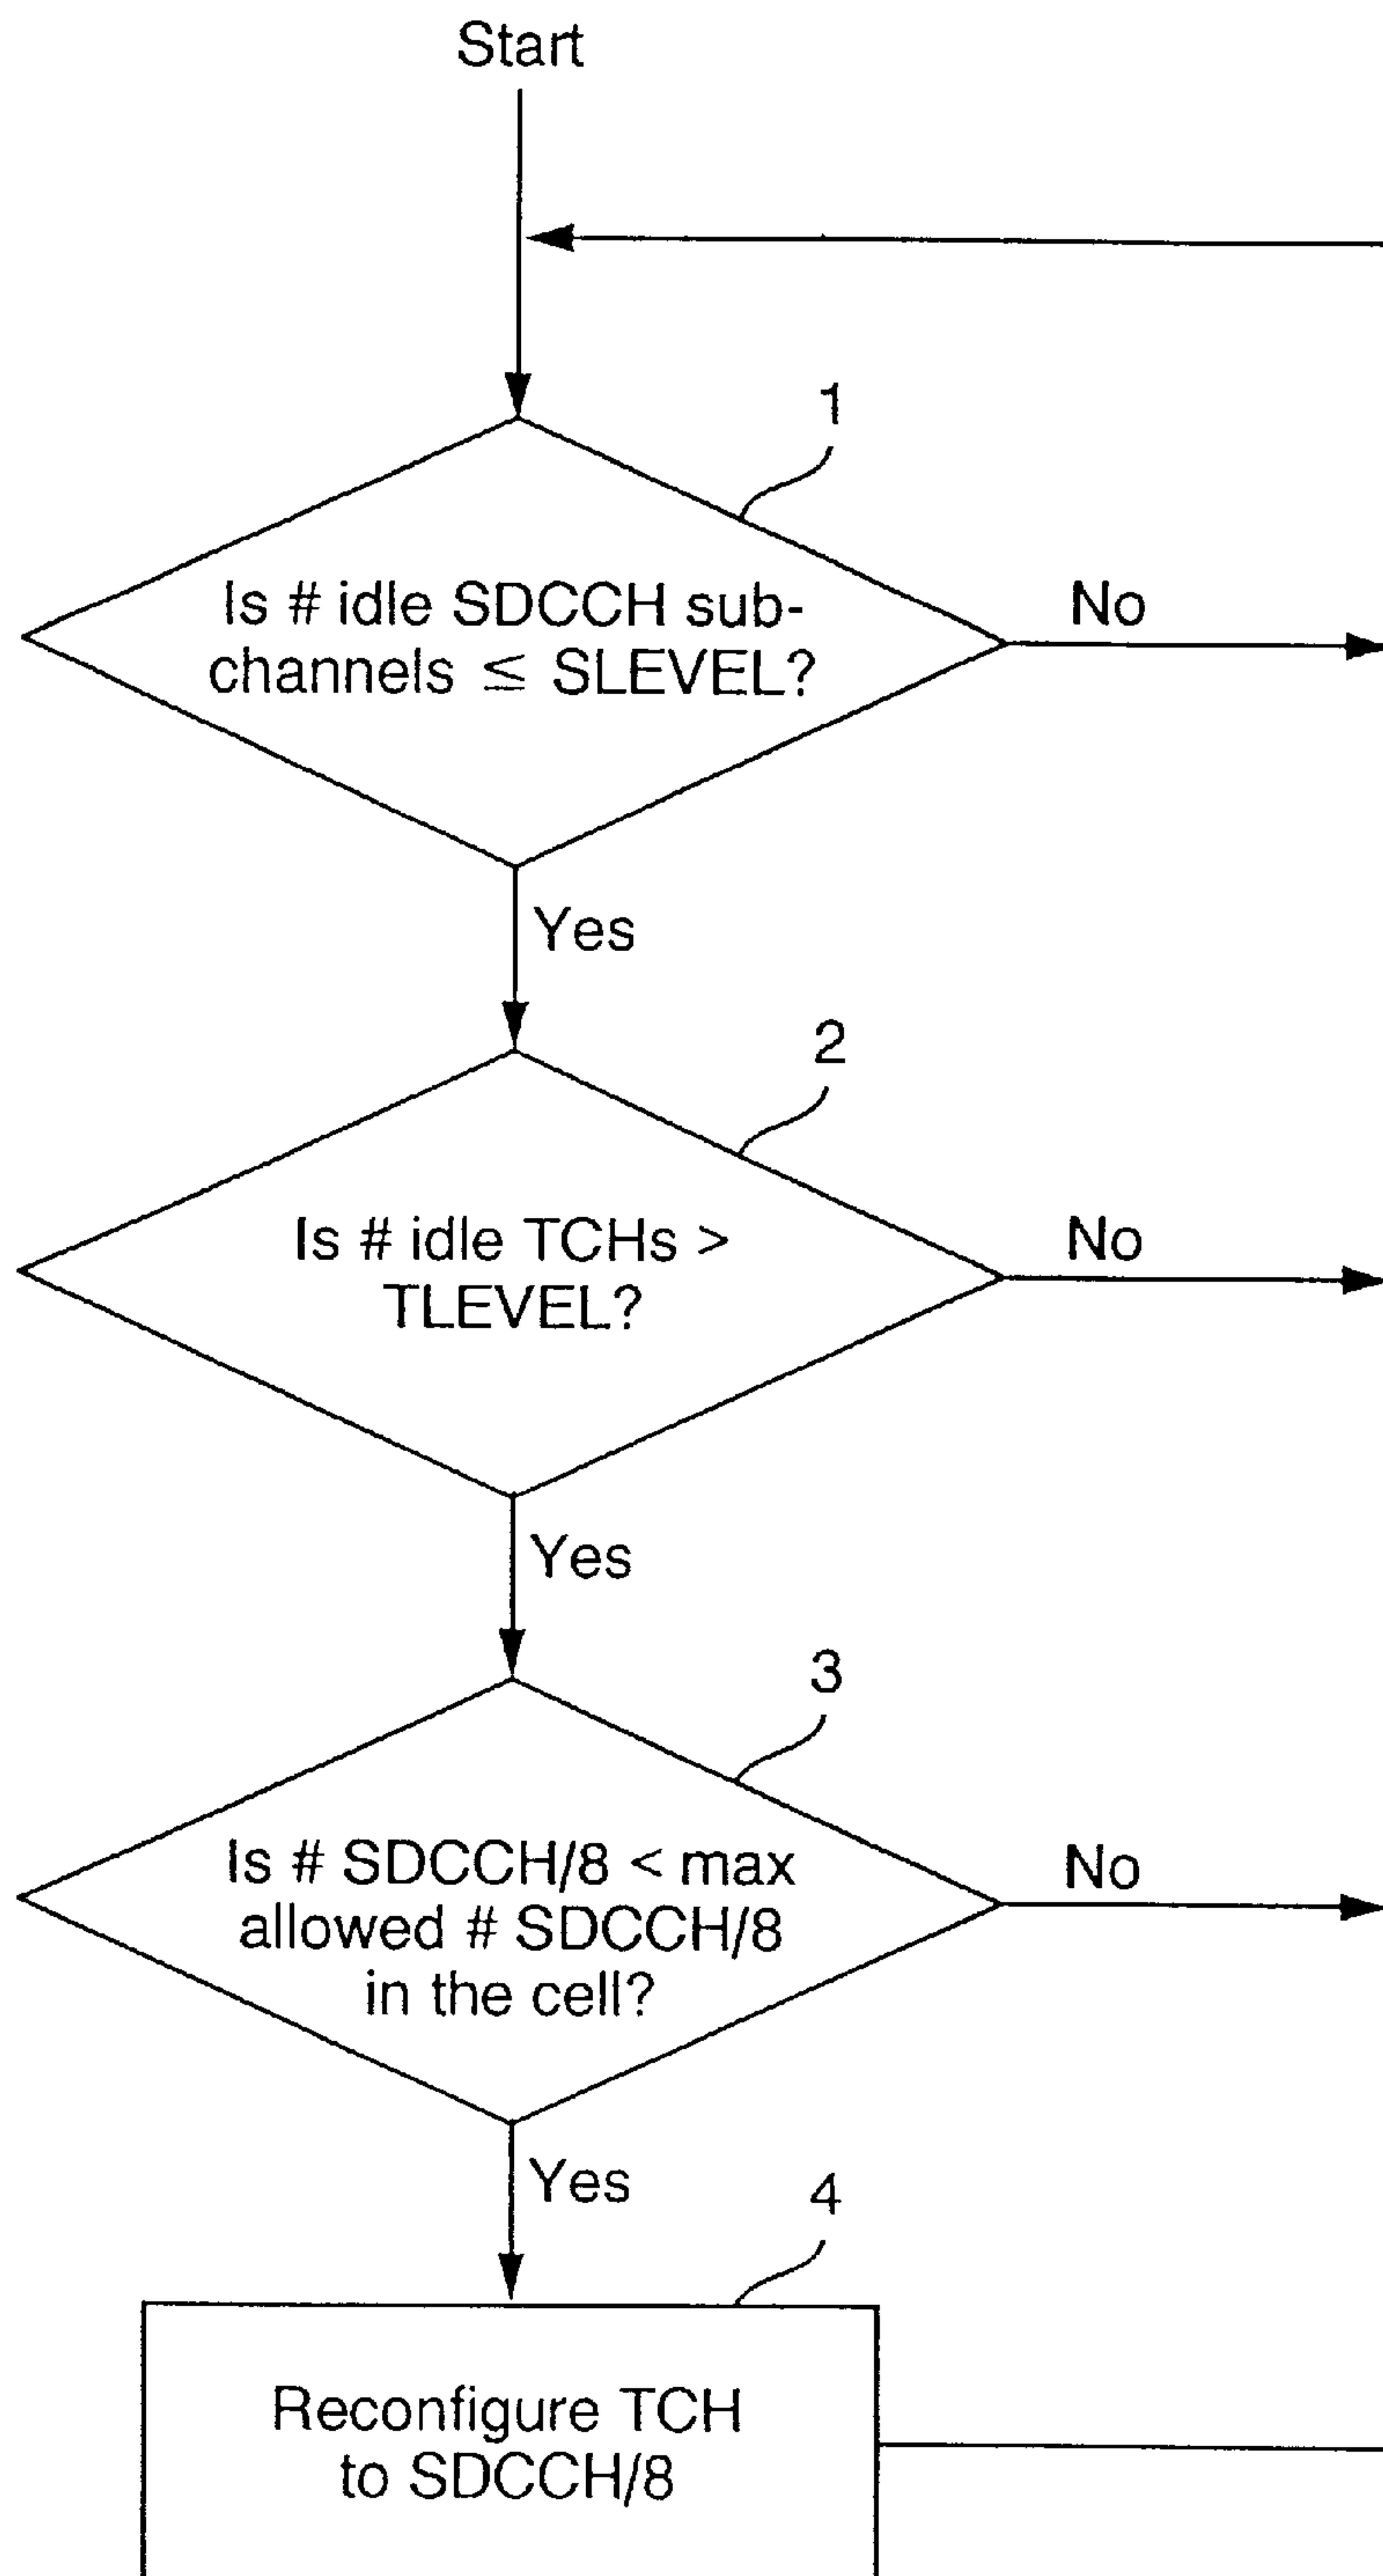 Start
1
Is # idle SDCCH sub-
channels ≤ SLEVEL?
No
Yes
2
Is # idle TCHs >
TLEVEL?
No
Yes
3
Is # SDCCH/8 < max
allowed # SDCCH/8
in the cell?
No
Yes
4
Reconfigure TCH
to SDCCH/8